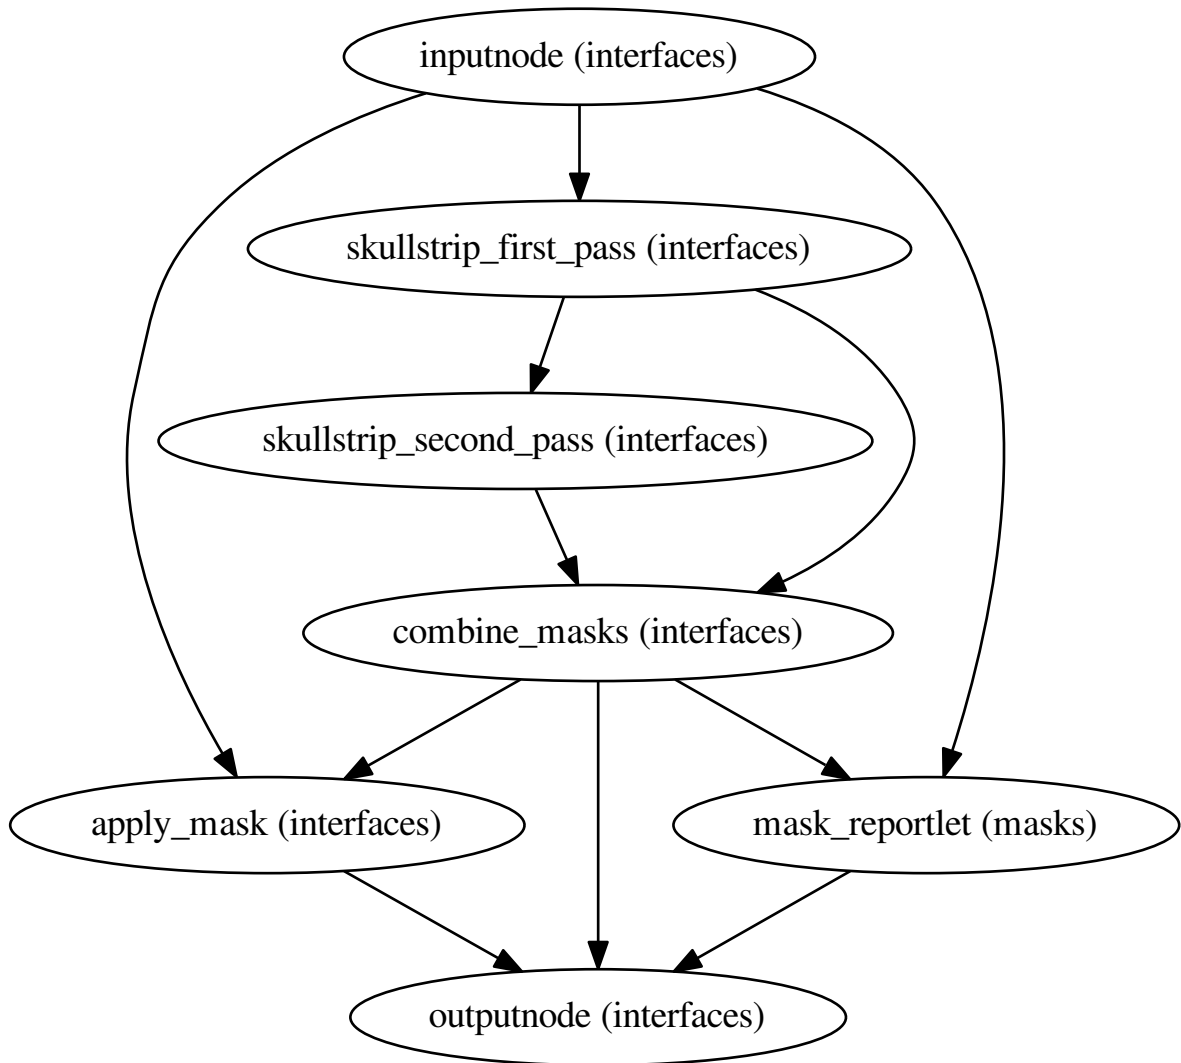 inputnode (interfaces)
skullstrip_first_pass (interfaces)
skullstrip_second_pass (interfaces)
combine_masks (interfaces)
apply_mask (interfaces)
mask_reportlet (masks)
outputnode (interfaces)